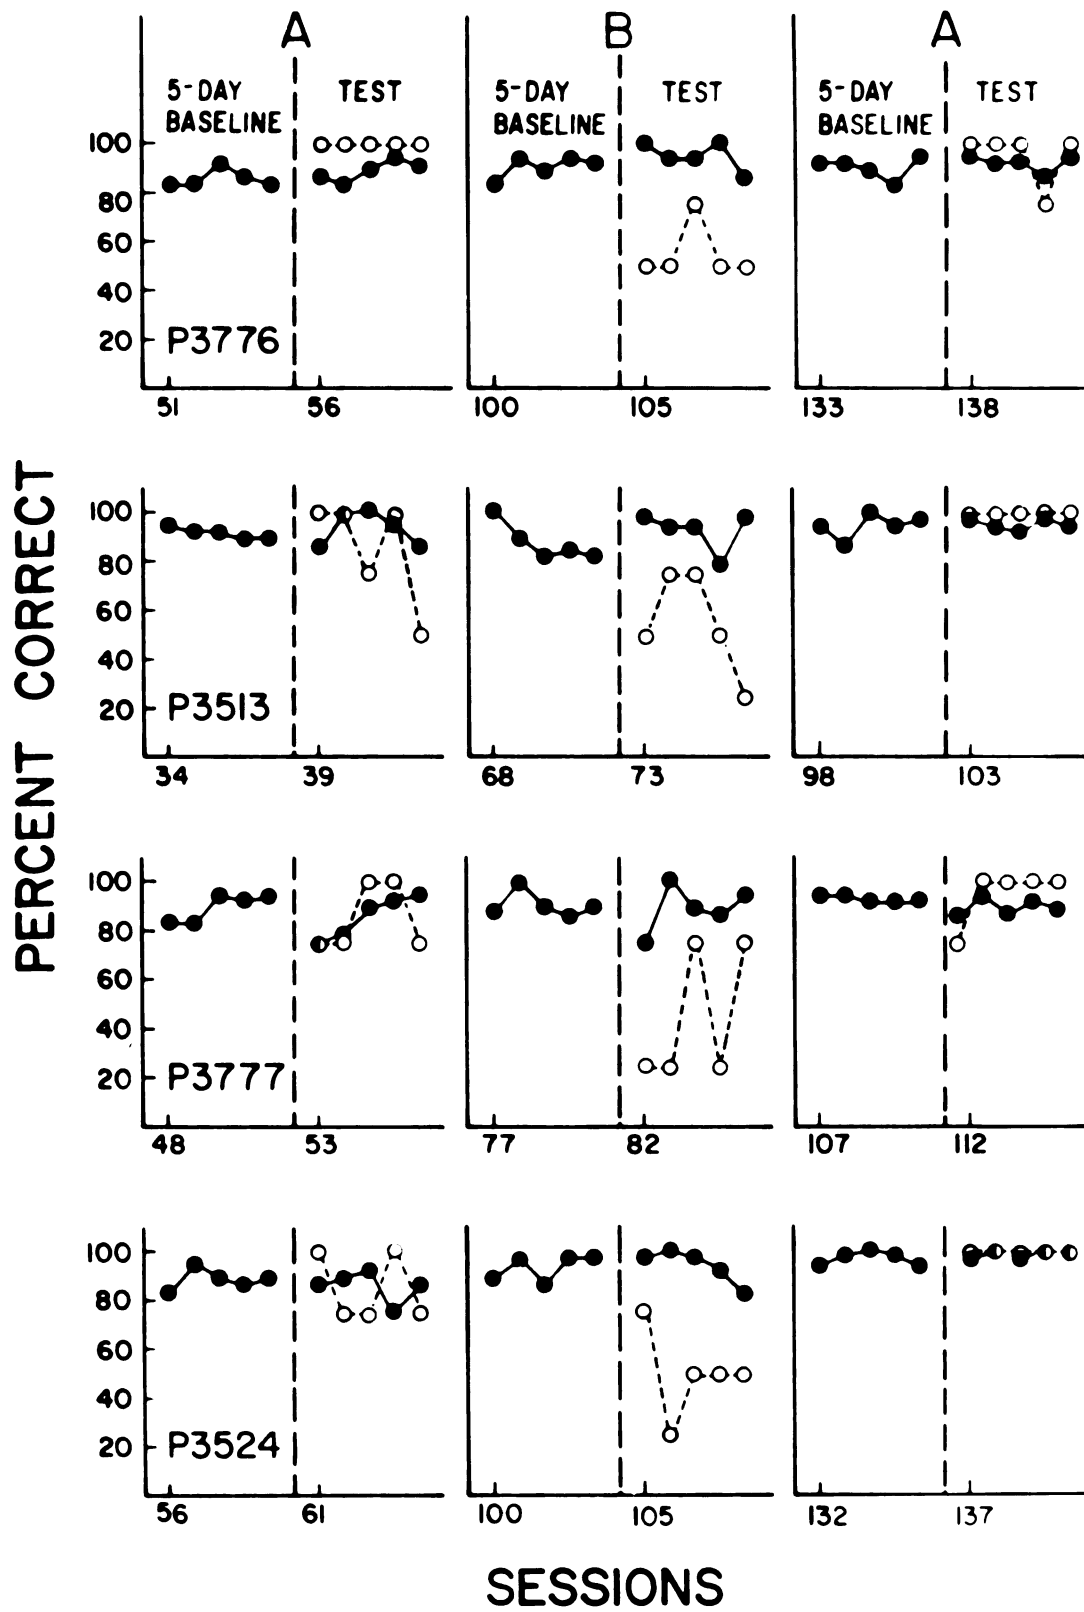 A B A
5-DAY BASELINE TEST 5-DAY BASELINE TEST 5-DAY BASELINE TEST
100
80
60
40
20
P3776
51 56 100 105 133 138
100
80
60
40
20
P3513
34 39 68 73 98 103
100
80
60
40
20
P3777
48 53 77 82 107 112
100
80
60
40
20
P3524
56 61 100 105 132 137
PERCENT CORRECT
SESSIONS